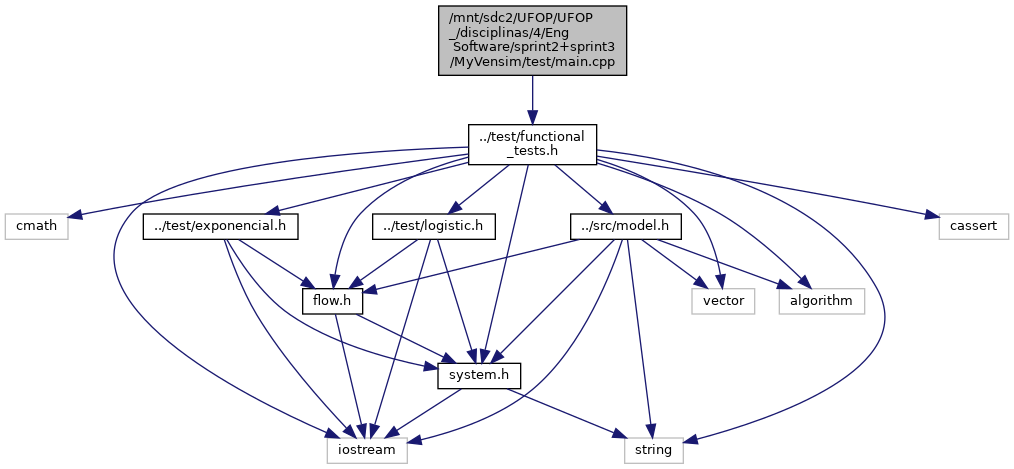 /mnt/sdc2/UFOP/UFOP
_/disciplinas/4/Eng
Software/sprint2+sprint3
/MyVensim/test/main.cpp
../test/functional
_tests.h
cmath
../test/exponencial.h
../test/logistic.h
../src/model.h
cassert
flow.h
vector
algorithm
system.h
iostream
string